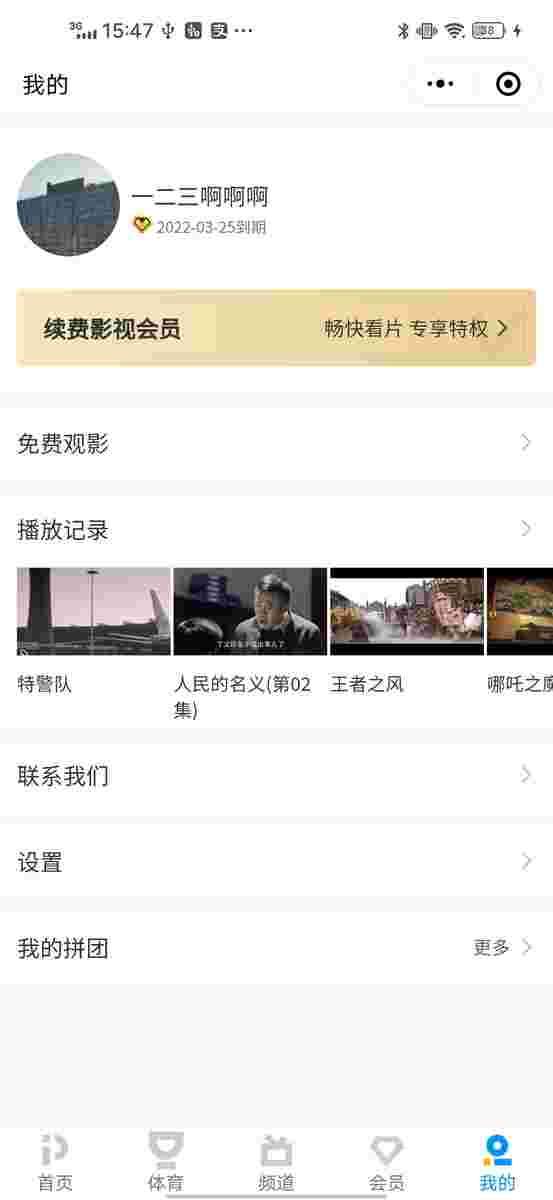 3G 15:47
我的
一二三啊啊啊
2022-03-25到期
续费影视会员 畅快看片 专享特权
免费观影
播放记录
特警队
人民的名义(第02
集)
王者之风
哪吒之魔
联系我们
设置
我的拼团 更多
首页 体育 频道 会员 我的